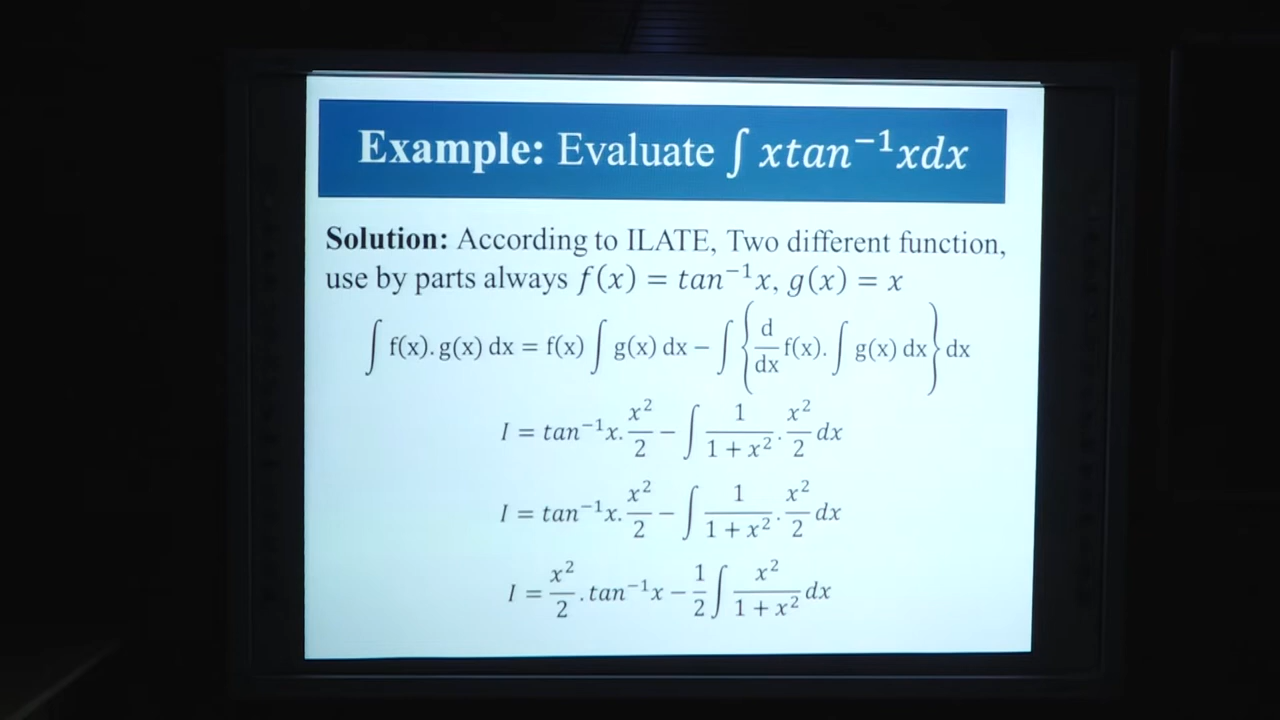 Example: Evaluate ∫ xtan⁻¹xdx
Solution: According to ILATE, Two different function,
use by parts always f(x) = tan⁻¹x, g(x) = x
∫ f(x). g(x) dx = f(x) ∫ g(x) dx − ∫ {d/dx f(x). ∫ g(x) dx} dx
I = tan⁻¹x. x²/2 − ∫ 1/(1 + x²) . x²/2 dx
I = tan⁻¹x. x²/2 − ∫ 1/(1 + x²) . x²/2 dx
I = x²/2 . tan⁻¹x − 1/2 ∫ x²/(1 + x²) dx